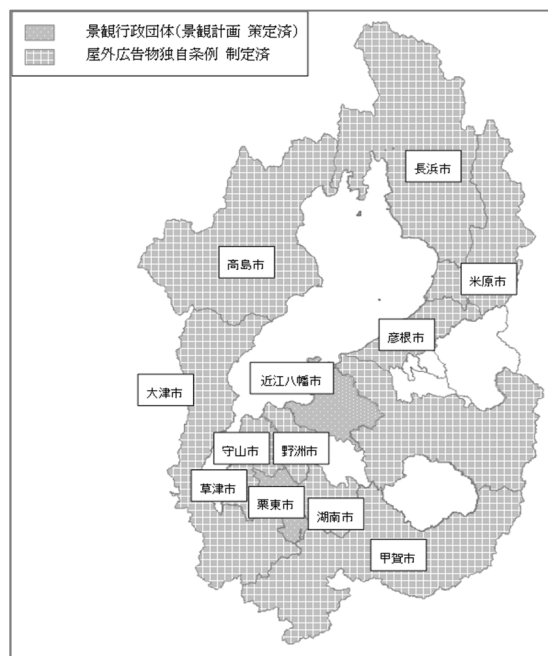 景観行政団体(景観計画 策定済)
屋外広告物独自条例 制定済
長浜市
高島市
米原市
彦根市
近江八幡市
大津市
守山市
野洲市
草津市
栗東市
湖南市
甲賀市